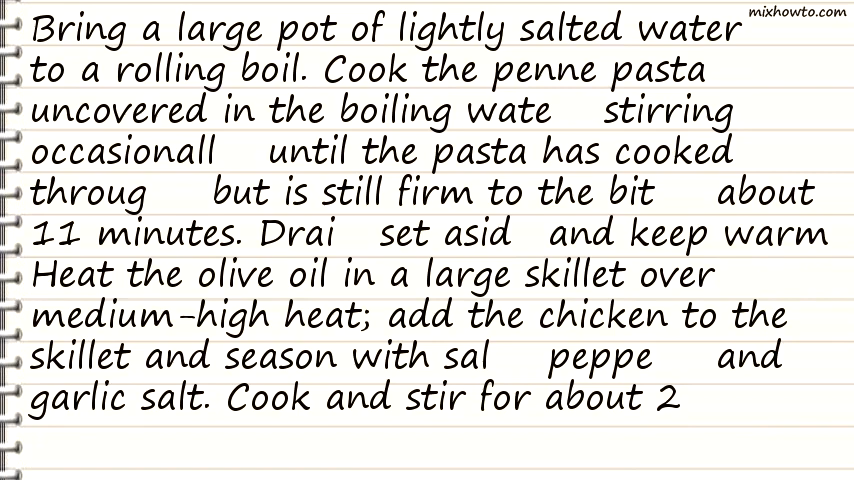 mixhowto.com
Bring a large pot of lightly salted water
to a rolling boil. Cook the penne pasta
uncovered in the boiling wate stirring
occasionall until the pasta has cooked
throug but is still firm to the bit about
11 minutes. Drai set asid and keep warm
Heat the olive oil in a large skillet over
medium-high heat; add the chicken to the
skillet and season with sal peppe and
garlic salt. Cook and stir for about 2